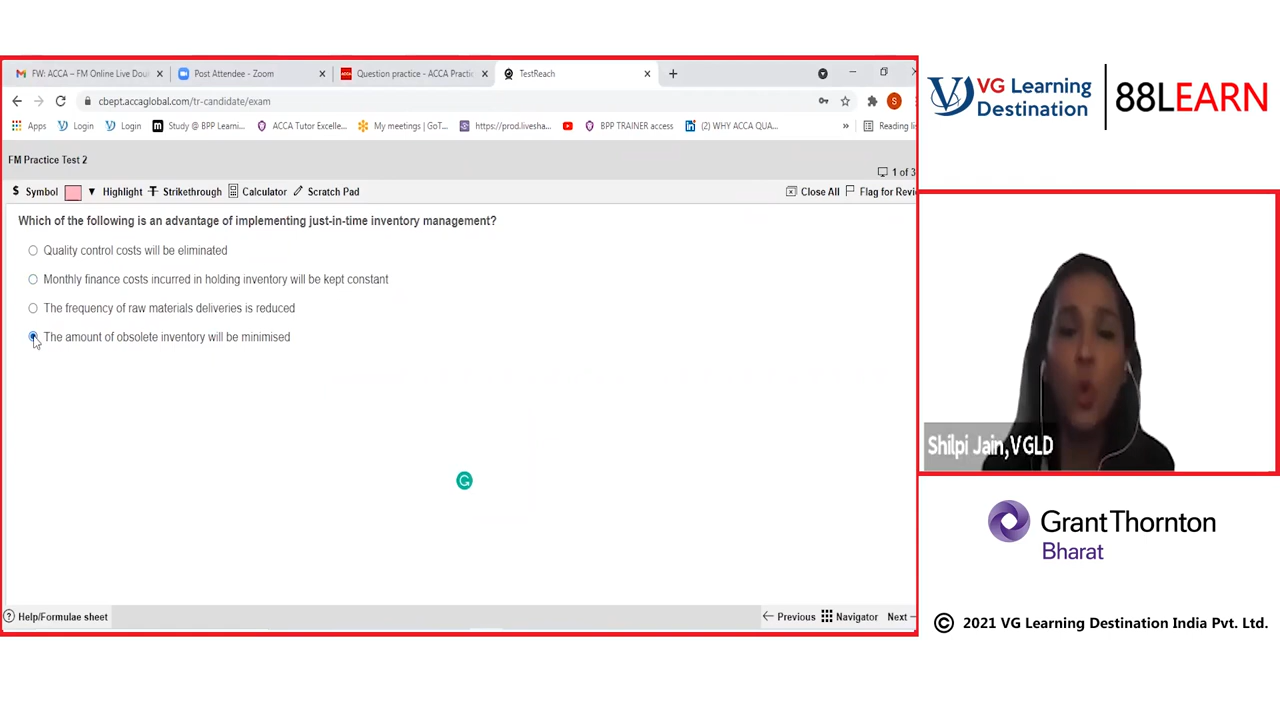 FW: ACCA – FM Online Live Dou
Post Attendee - Zoom
Question practice - ACCA Practic
TestReach
cbept.accaglobal.com/tr-candidate/exam
Apps
Login
Login
Study @ BPP Learni...
ACCA Tutor Excelle...
My meetings | GoT...
https://prod.livesha...
BPP TRAINER access
(2) WHY ACCA QUA...
»
Reading lis
FM Practice Test 2
1 of 3
$ Symbol
Highlight
Strikethrough
Calculator
Scratch Pad
Close All
Flag for Revie
Which of the following is an advantage of implementing just-in-time inventory management?
Quality control costs will be eliminated
Monthly finance costs incurred in holding inventory will be kept constant
The frequency of raw materials deliveries is reduced
The amount of obsolete inventory will be minimised
Help/Formulae sheet
Previous
Navigator
Next
VG Learning
Destination
88LEARN
Shilpi Jain,VGLD
Grant Thornton
Bharat
© 2021 VG Learning Destination India Pvt. Ltd.